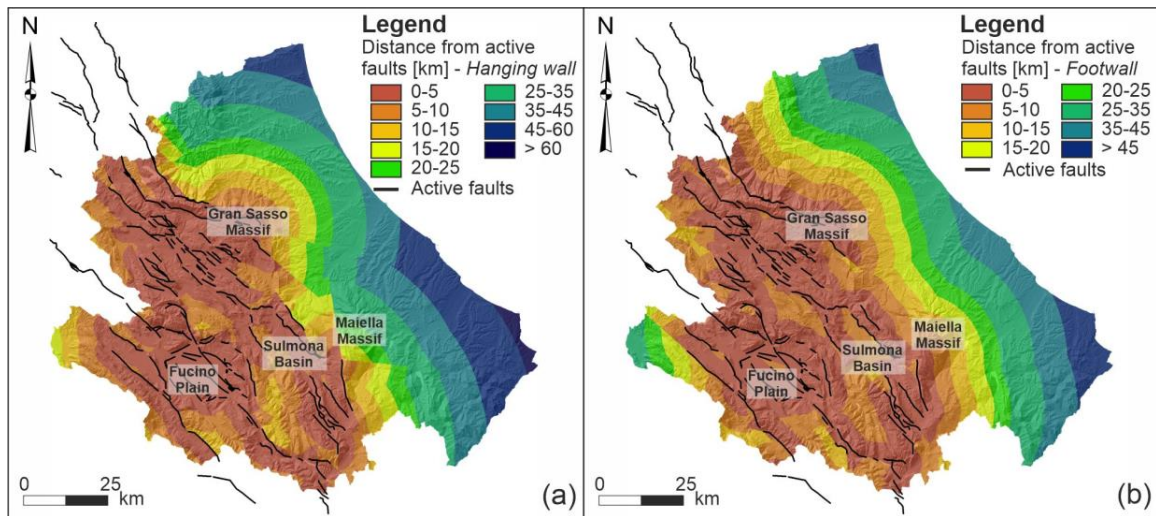 N
Legend
Distance from active
faults [km] - Hanging wall
0-5
5-10
10-15
15-20
20-25
25-35
35-45
45-60
> 60
Active faults
Gran Sasso
Massif
Maiella
Massif
Sulmona
Basin
Fucino
Plain
0 25
km
(a)
N
Legend
Distance from active
faults [km] - Footwall
0-5
5-10
10-15
15-20
20-25
25-35
35-45
> 45
Active faults
Gran Sasso
Massif
Maiella
Massif
Sulmona
Basin
Fucino
Plain
0 25
km
(b)